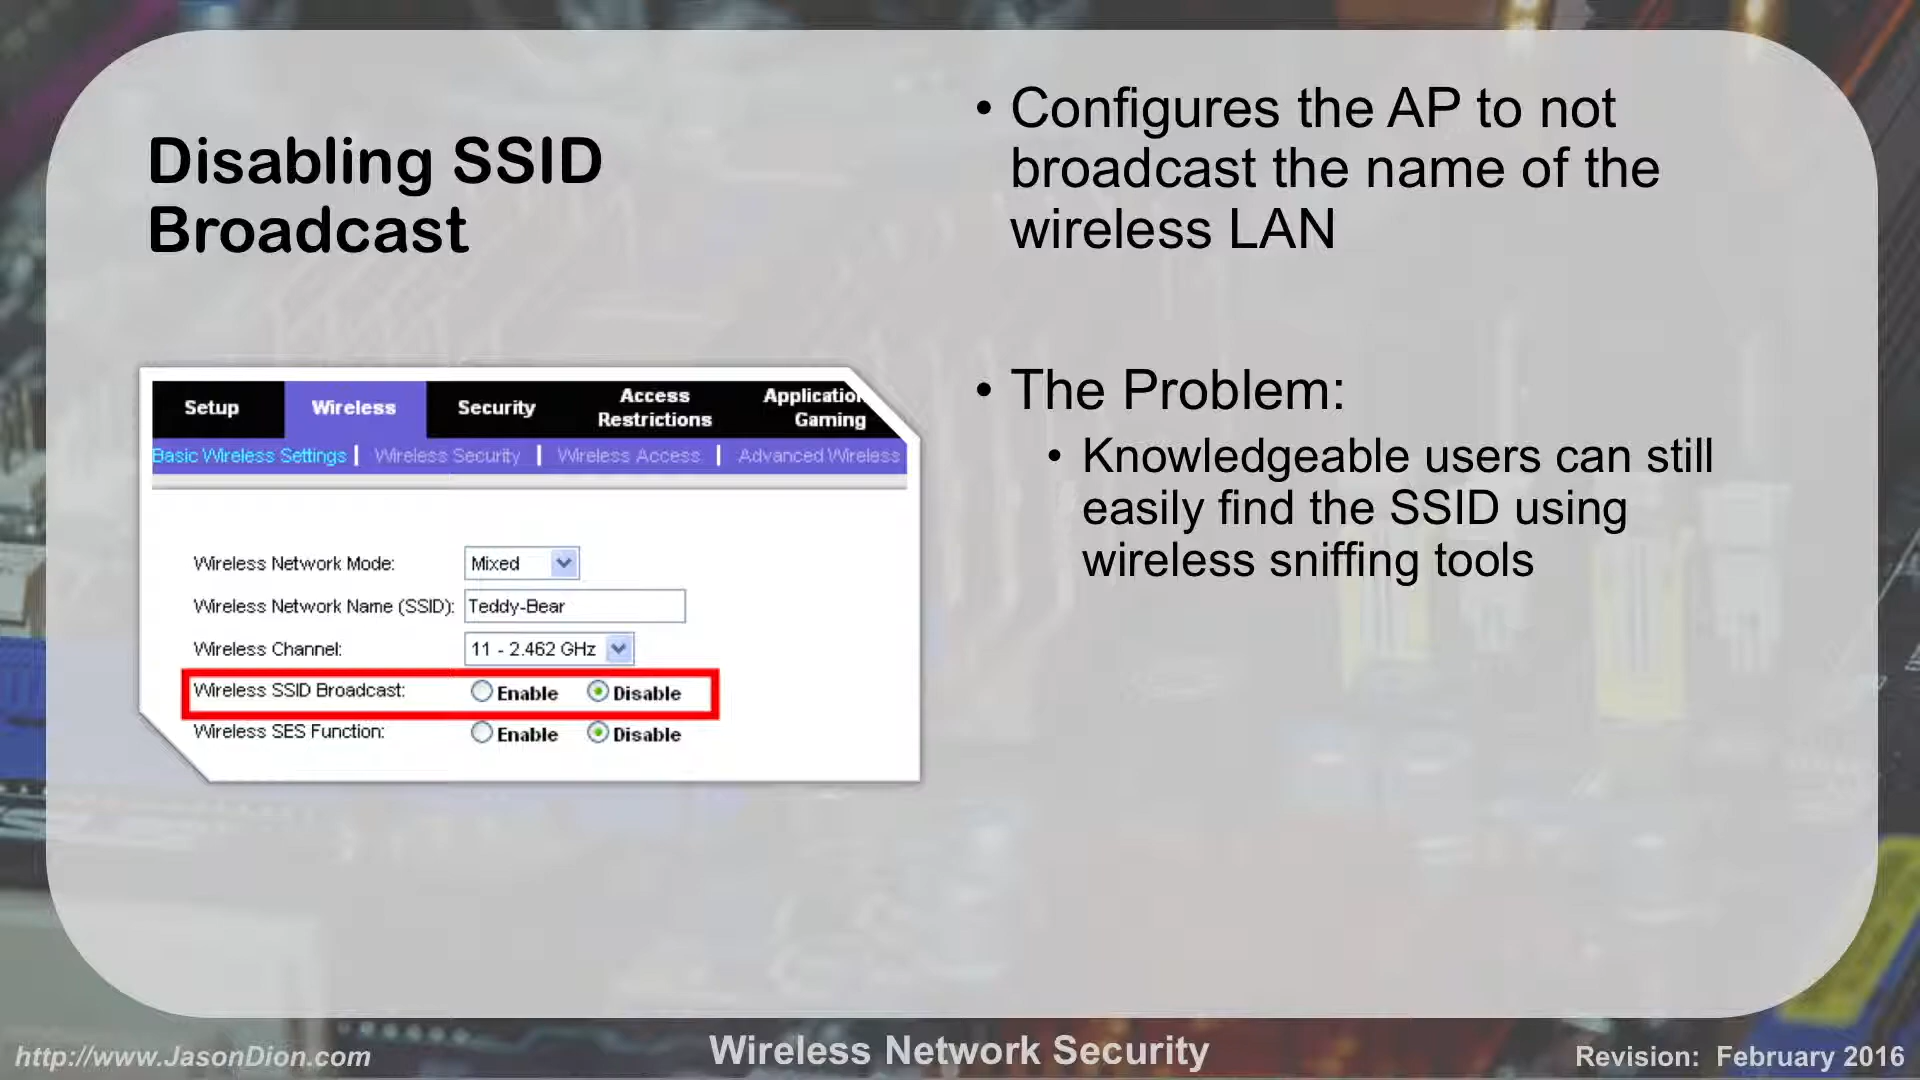 Disabling SSID
Broadcast
• Configures the AP to not
broadcast the name of the
wireless LAN
• The Problem:
• Knowledgeable users can still
easily find the SSID using
wireless sniffing tools
Setup Wireless Security Access Restrictions Gaming
Basic Wireless Settings | Wireless Security | Wireless Access | Advanced Wireless
Wireless Network Mode: Mixed
Wireless Network Name (SSID): Teddy-Bear
Wireless Channel: 11 - 2.462 GHz
Wireless SSID Broadcast: Enable Disable
Wireless SES Function: Enable Disable
http://www.JasonDion.com
Wireless Network Security
Revision: February 2016